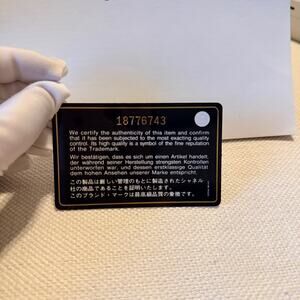 18776743
We certify the authenticity of this item and confirm
that it has been subjected to the most exacting quality
control. Its high quality is a symbol of the fine reputation
of the Trademark.
Wir bestätigen, dass es sich um einen Artikel handelt,
der während seiner Herstellung strengsten Kontrollen
unterworfen wurde, und dessen erstklassige Qualität
dem hohen Ansehen unserer Marke entspricht.
この製品は厳しい管理のもとに製造されたシャネル
社の商品であることを証明いたします。
このブランド・マークは最高級品質の象徴です。